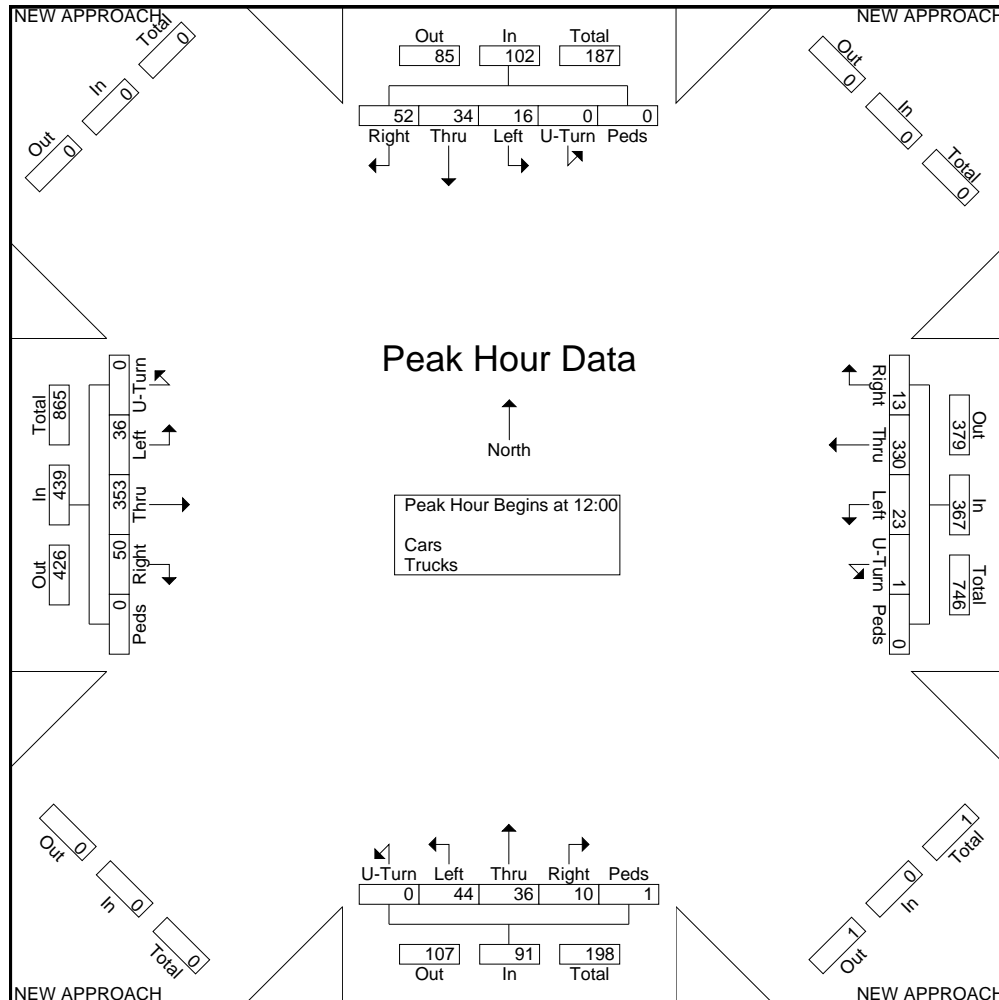 NEW APPROACH
NEW APPROACH
Total
0
In
0
Out
0
Out In Total
85 102 187
52 34 16 0 0
Right Thru Left U-Turn Peds
Out
0
In
0
Total
0
Peak Hour Data
North
Peak Hour Begins at 12:00
Cars
Trucks
Total
865
In
439
Out
426
0
U-Turn
36
Left
353
Thru
50
Right
0
Peds
Right
13
Thru
330
Left
23
U-Turn
1
Peds
0
Out
379
In
367
Total
746
U-Turn Left Thru Right Peds
0 44 36 10 1
107 91 198
Out In Total
Out
0
In
0
Total
0
1
Total
0
In
1
Out
NEW APPROACH
NEW APPROACH